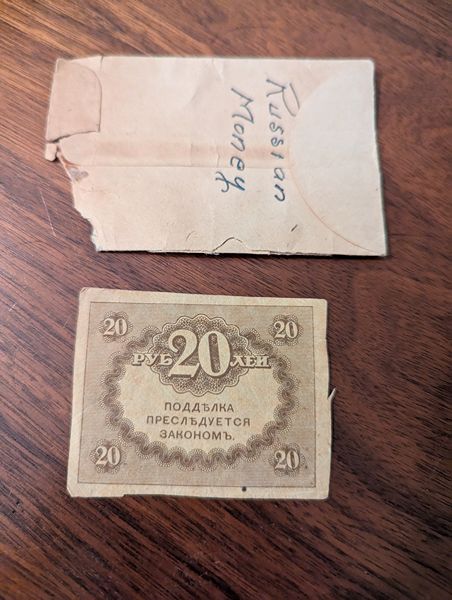 Russian
Money
20 20
РУБ 20 ЛЕЙ
ПОДДѢЛКА
ПРЕСЛѢДУЕТСЯ
ЗАКОНОМЪ.
20 20